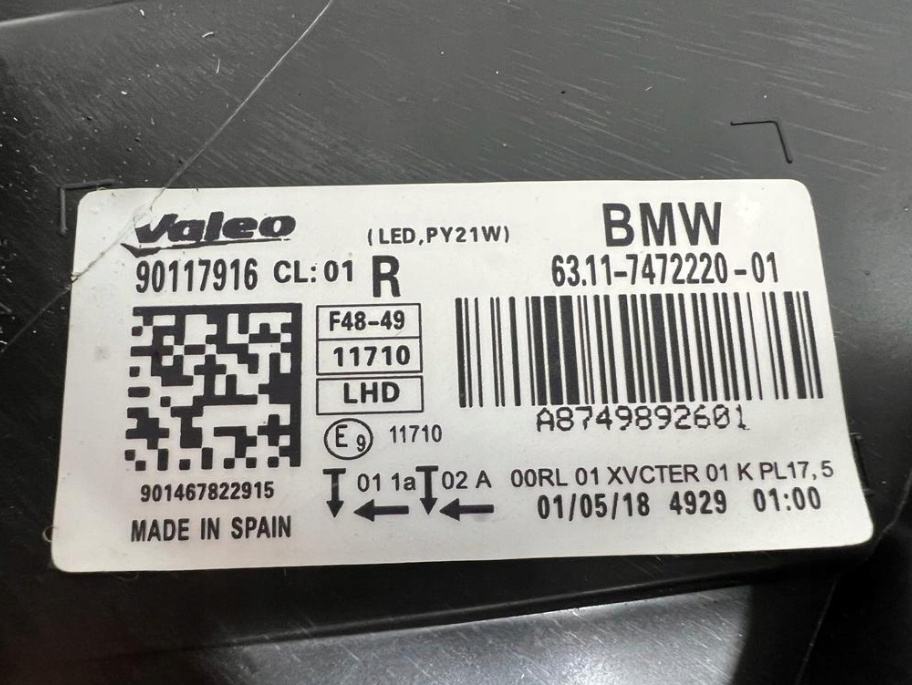 Valeo
(LED,PY21W)
BMW
90117916 CL: 01 R
63.11-7472220-01
F48-49
11710
LHD
A8749892601
E9 11710
901467822915
01 1a 02 A 00RL 01 XVCTER 01 K PL17,5
01/05/18 4929 01:00
MADE IN SPAIN